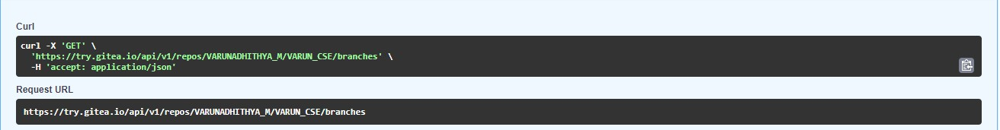 Curl
curl -X 'GET' \
'https://try.gitea.io/api/v1/repos/VARUNADHITHYA_M/VARUN_CSE/branches' \
-H 'accept: application/json'
Request URL
https://try.gitea.io/api/v1/repos/VARUNADHITHYA_M/VARUN_CSE/branches